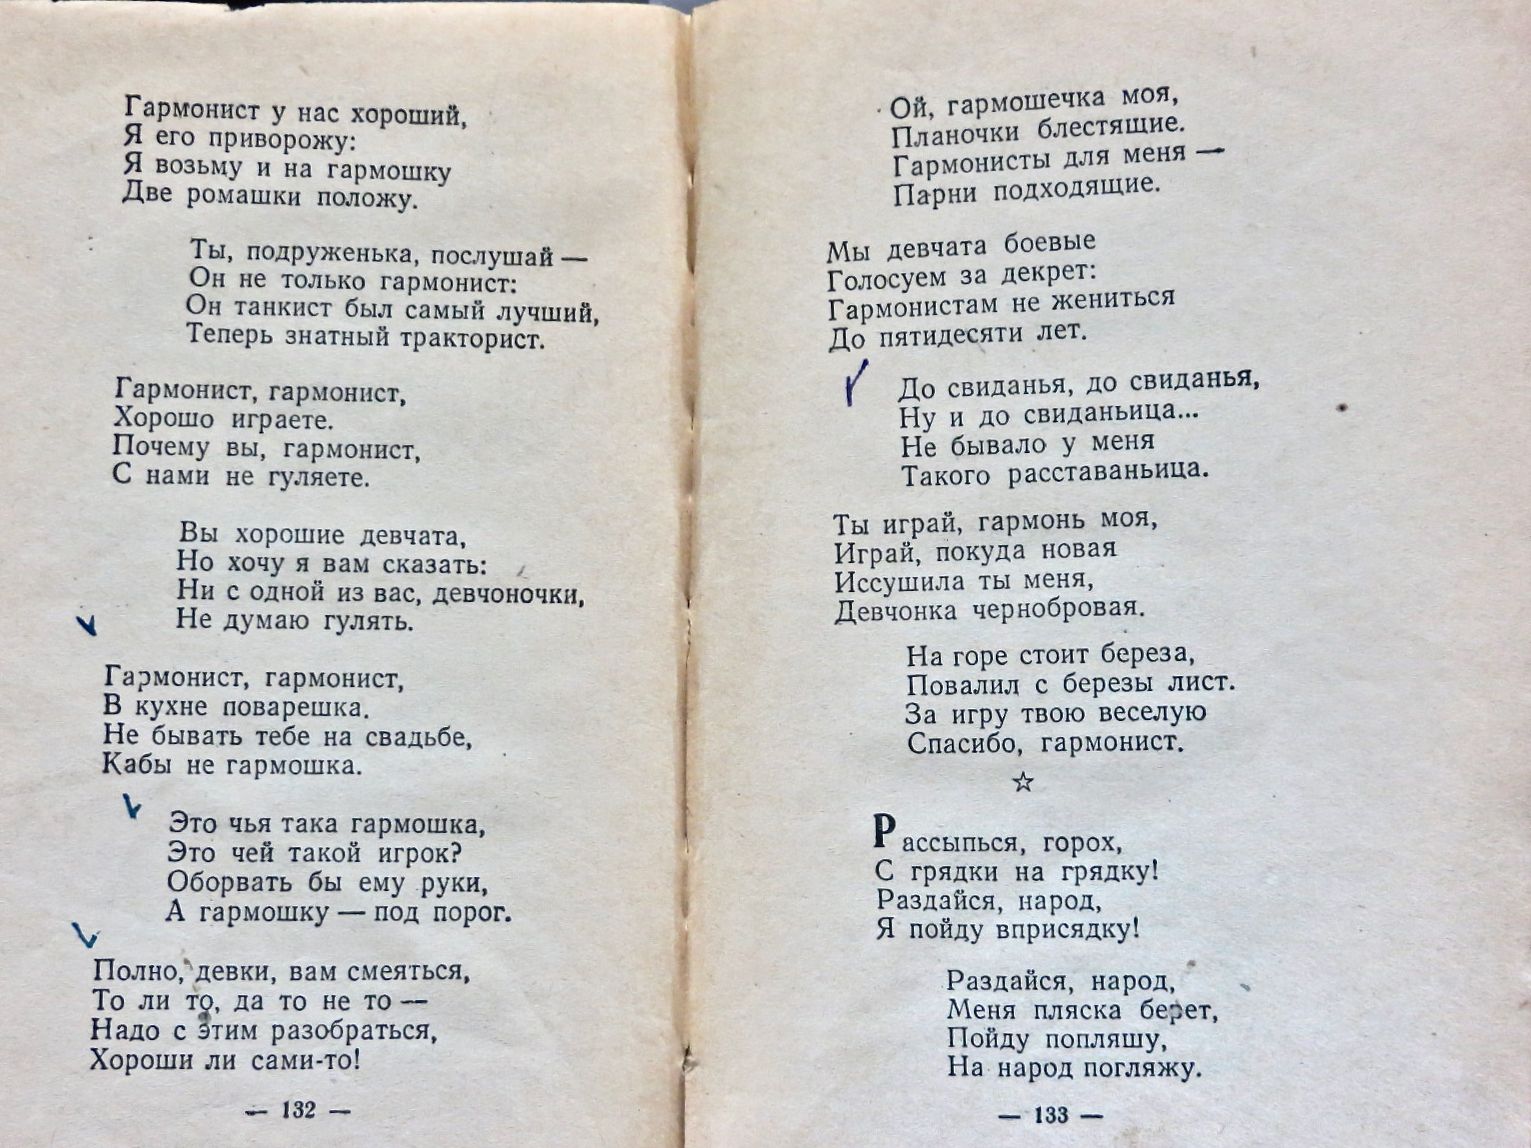 Гармонист у нас хороший,
Я его приворожу:
Я возьму и на гармошку
Две ромашки положу.
Ты, подруженька, послушай —
Он не только гармонист:
Он танкист был самый лучший,
Теперь знатный тракторист.
Гармонист, гармонист,
Хорошо играете.
Почему вы, гармонист,
С нами не гуляете.
Вы хорошие девчата,
Но хочу я вам сказать:
Ни с одной из вас, девчоночки,
Не думаю гулять.
Гармонист, гармонист,
В кухне поварешка.
Не бывать тебе на свадьбе,
Кабы не гармошка.
Это чья така гармошка,
Это чей такой игрок?
Оборвать бы ему руки,
А гармошку — под порог.
Полно, девки, вам смеяться,
То ли то, да то не то —
Надо с этим разобраться,
Хороши ли сами-то!
— 132 —
Ой, гармошечка моя,
Планочки блестящие.
Гармонисты для меня —
Парни подходящие.
Мы девчата боевые
Голосуем за декрет:
Гармонистам не жениться
До пятидесяти лет.
До свиданья, до свиданья,
Ну и до свиданьица...
Не бывало у меня
Такого расставаньица.
Ты играй, гармонь моя,
Играй, покуда новая
Иссушила ты меня,
Девчонка чернобровая.
На горе стоит береза,
Повалил с березы лист.
За игру твою веселую
Спасибо, гармонист.
☆
Рассыпься, горох,
С грядки на грядку!
Раздайся, народ,
Я пойду вприсядку!
Раздайся, народ,
Меня пляска берет,
Пойду попляшу,
На народ погляжу.
— 133 —